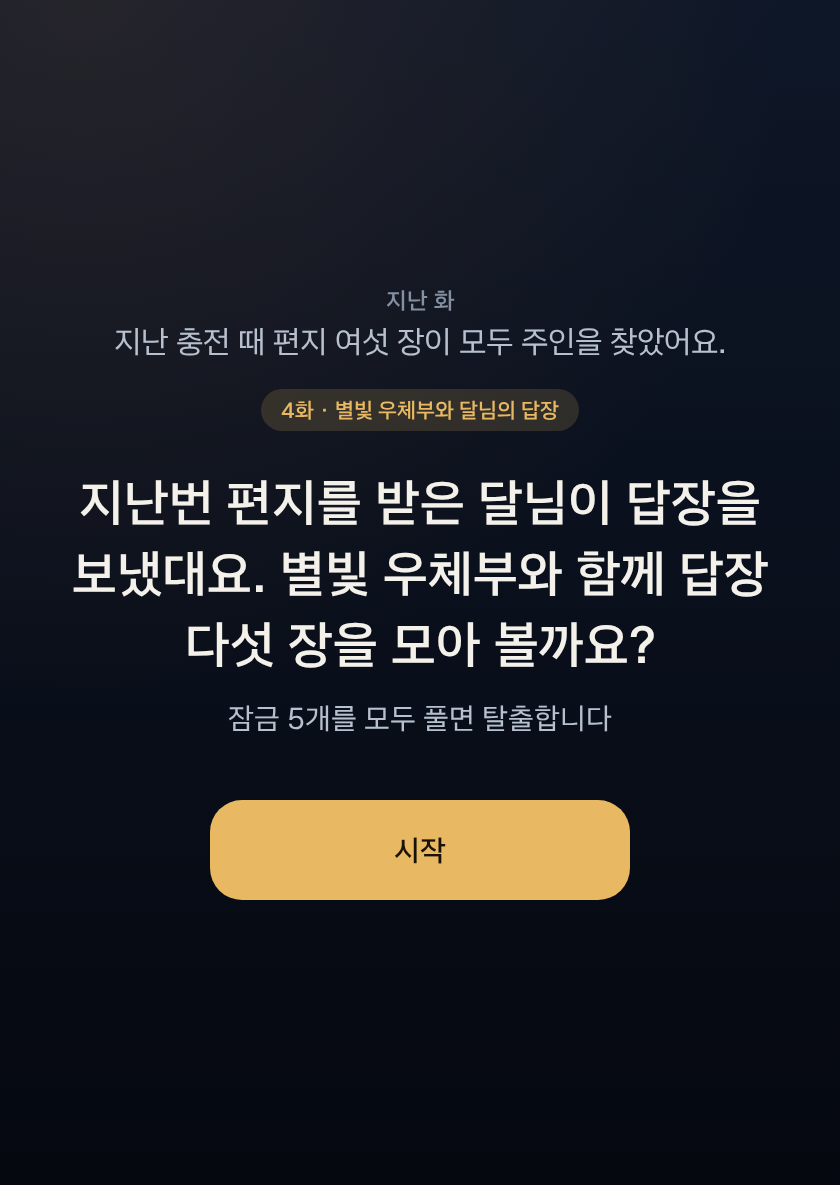 지난 화
지난 충전 때 편지 여섯 장이 모두 주인을 찾았어요.
4화 · 별빛 우체부와 달님의 답장
지난번 편지를 받은 달님이 답장을
보냈대요. 별빛 우체부와 함께 답장
다섯 장을 모아 볼까요?
잠금 5개를 모두 풀면 탈출합니다
시작